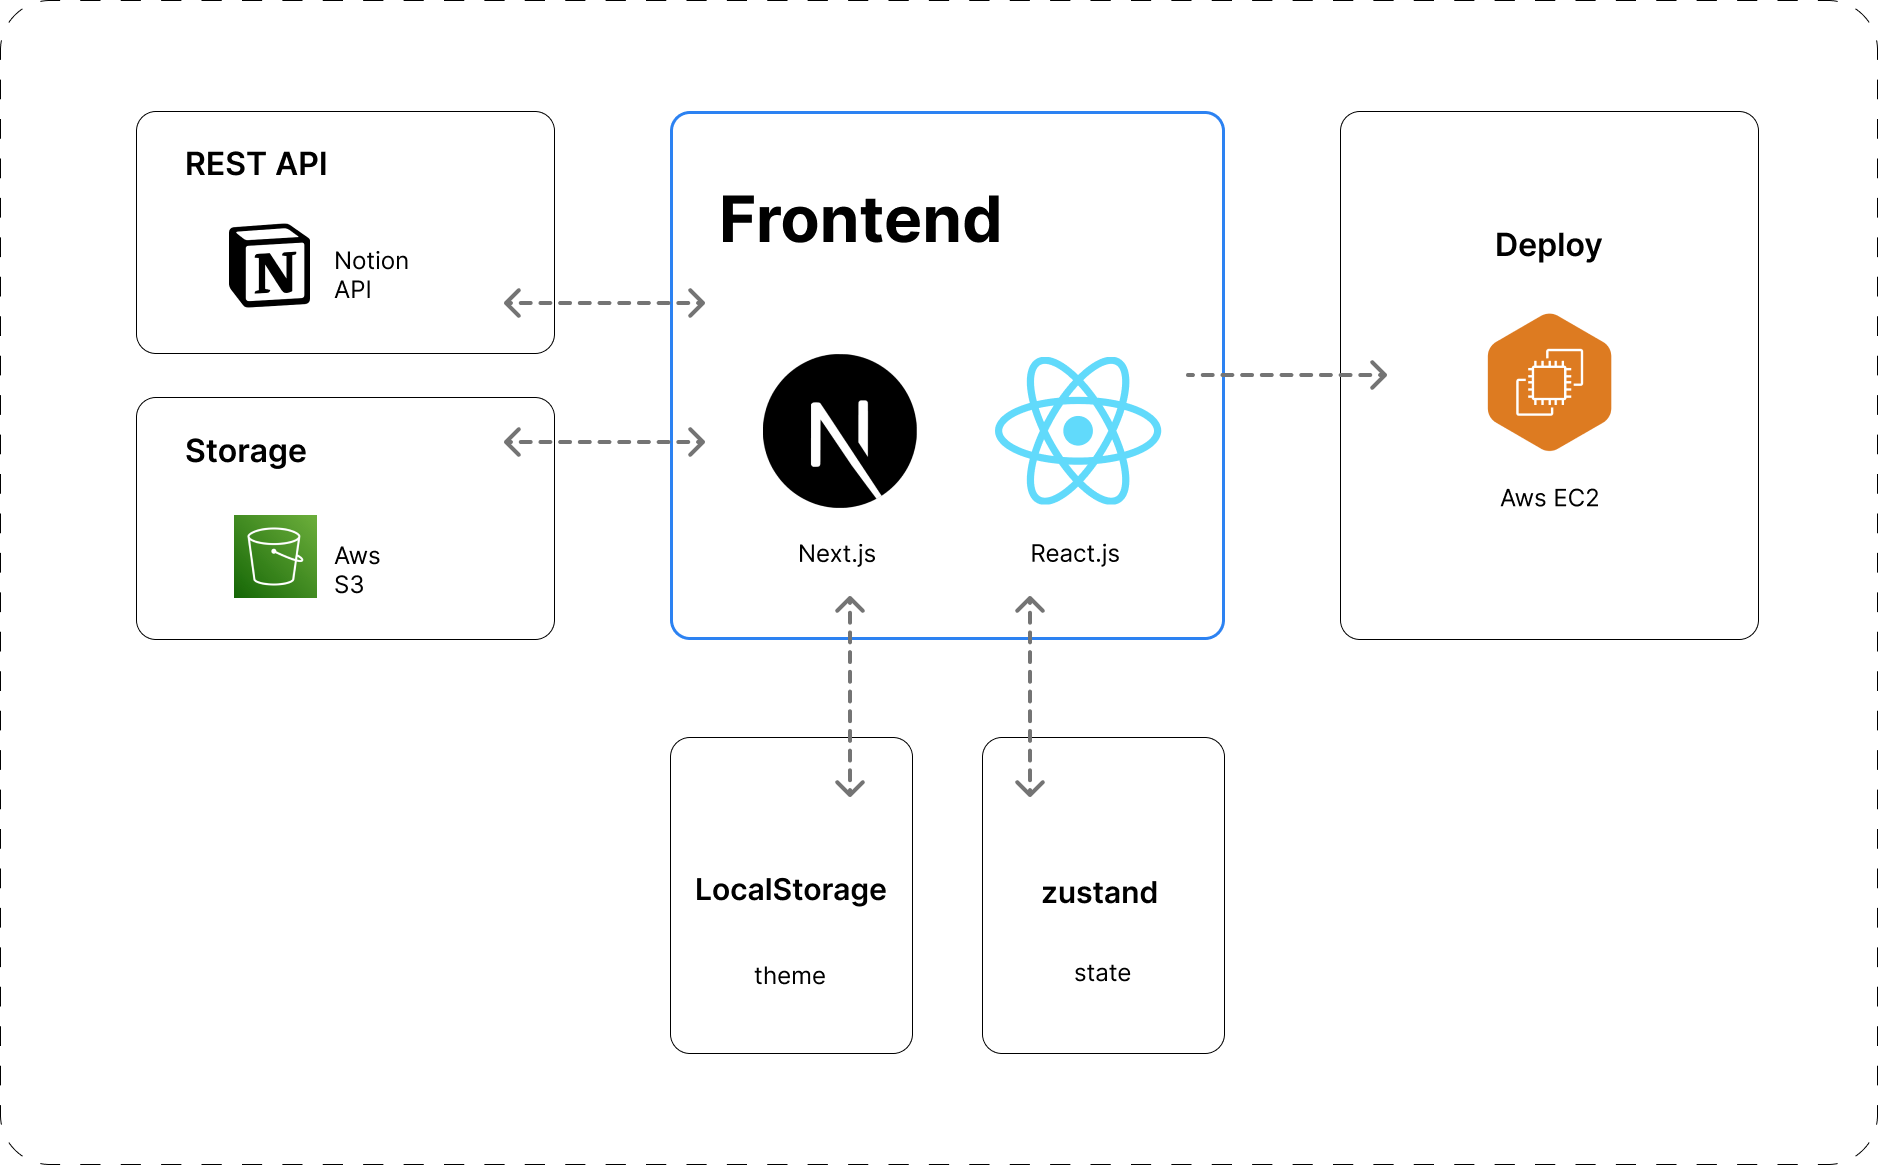 REST API
Notion
API
Storage
Aws
S3
Frontend
Next.js
React.js
Deploy
Aws EC2
LocalStorage
theme
zustand
state